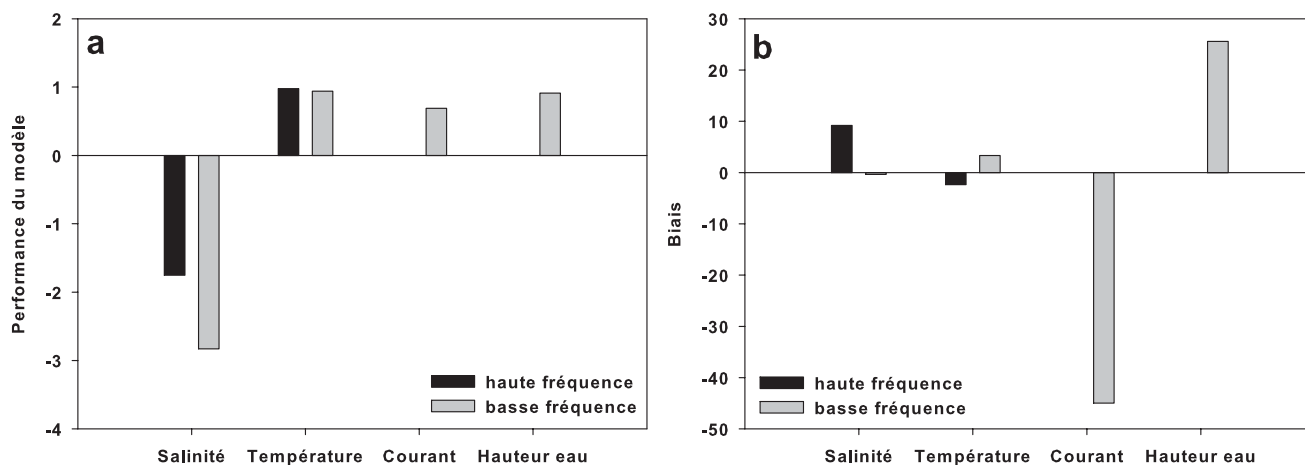 a
Performance du modèle
2
1
0
-1
-2
-3
-4
haute fréquence
basse fréquence
Salinité Température Courant Hauteur eau
b
Biais
30
20
10
0
-10
-20
-30
-40
-50
haute fréquence
basse fréquence
Salinité Température Courant Hauteur eau